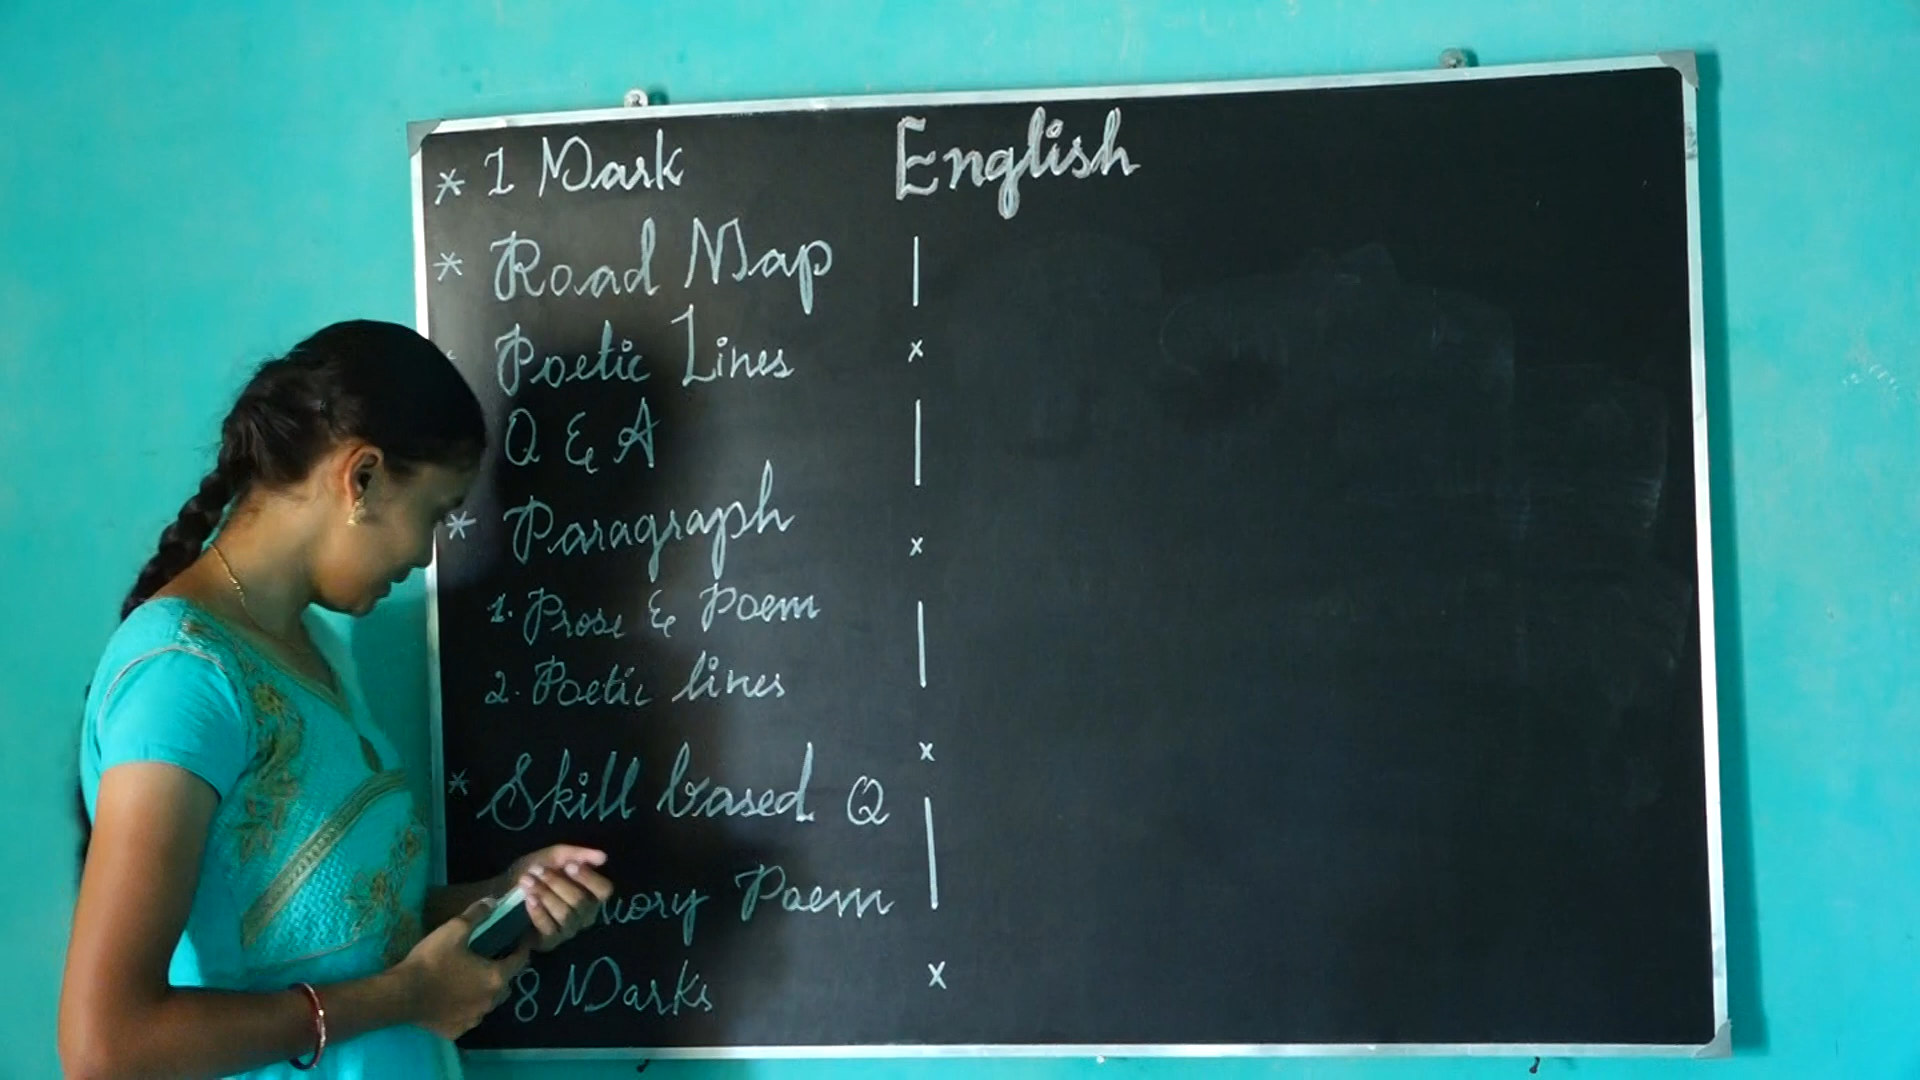 English
* 1 Mark
* Road Map
Poetic Lines
Q & A
* Paragraph
1. Prose & Poem
2. Poetic lines
* Skill based Q
Poem
8 Marks